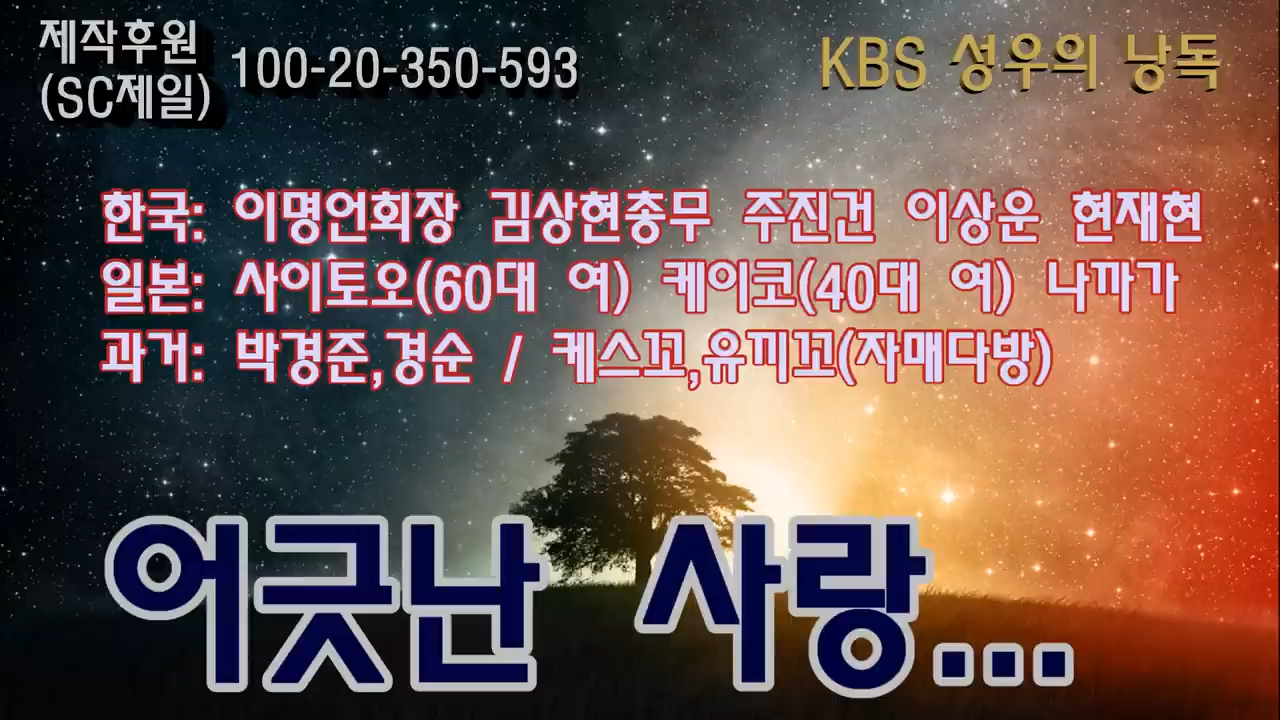 제작후원
(SC제일)
100-20-350-593
KBS 성우의 낭독
한국: 이명언회장 김상현총무 주진건 이상운 현재현
일본: 사이토오(60대 여) 케이코(40대 여) 나까가
과거: 박경준,경순 / 케스꼬,유끼꼬(자매다방)
어긋난 사랑...